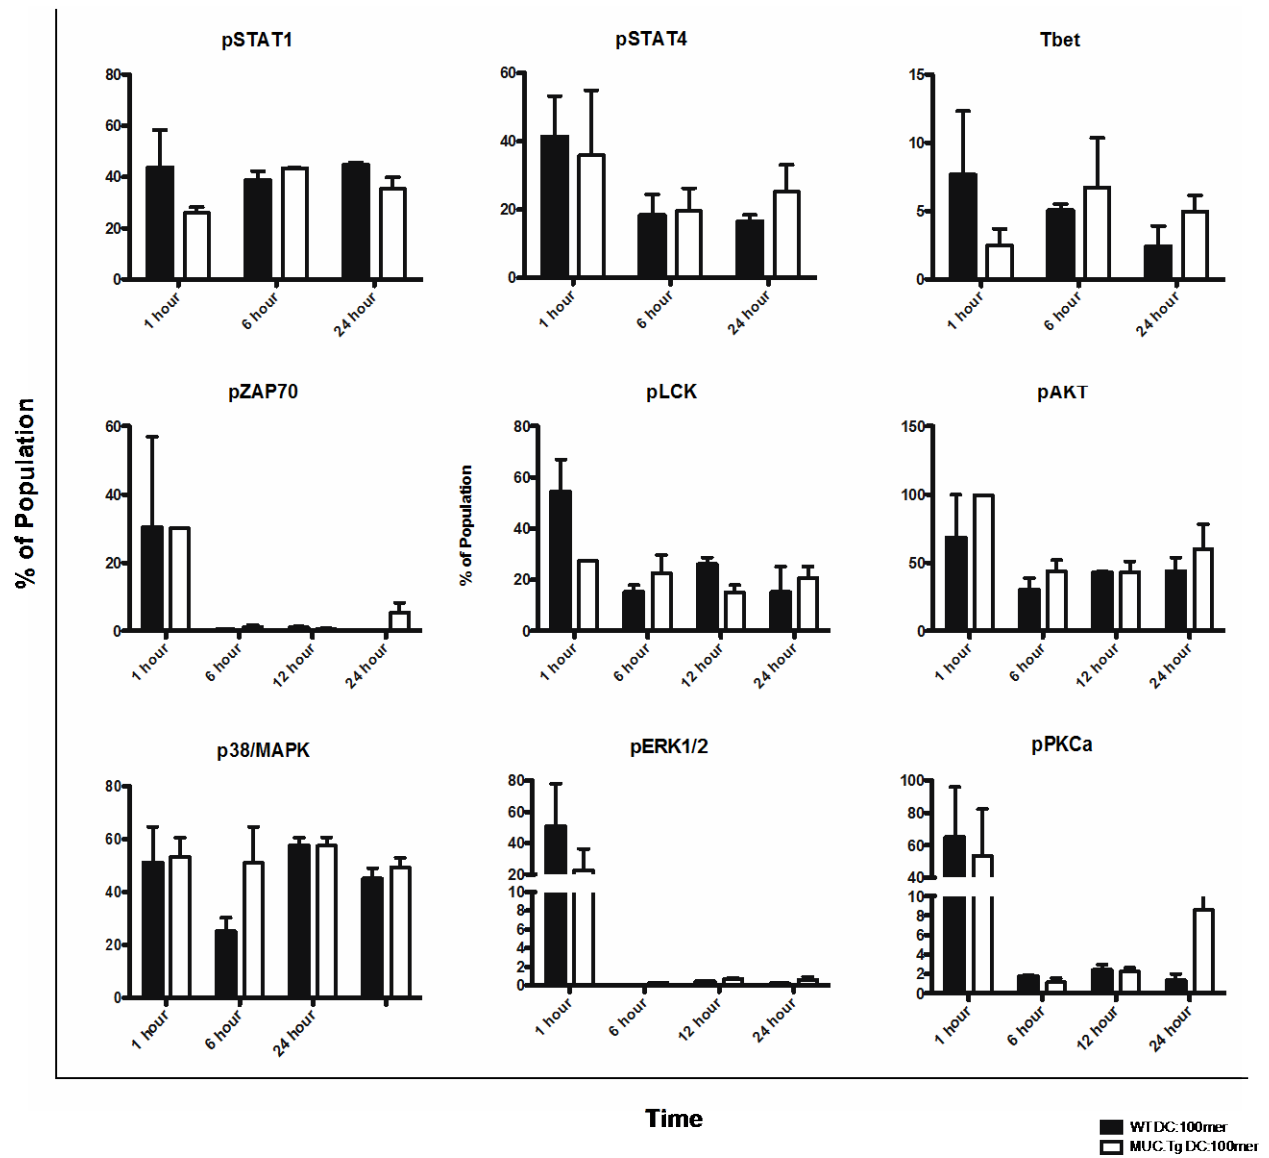 pSTAT1
80
60
40
20
0
1 hour
6 hour
24 hour
pSTAT4
60
40
20
0
1 hour
6 hour
24 hour
Tbet
15
10
5
0
1 hour
6 hour
24 hour
% of Population
pZAP70
60
40
20
0
1 hour
6 hour
12 hour
24 hour
pLCK
% of Population
80
60
40
20
0
1 hour
6 hour
12 hour
24 hour
pAKT
150
100
50
0
1 hour
6 hour
12 hour
24 hour
p38/MAPK
80
60
40
20
0
1 hour
6 hour
24 hour
pERK1/2
80
60
40
20
10
8
6
4
2
0
1 hour
6 hour
12 hour
24 hour
pPKCa
100
80
60
40
10
8
6
4
2
0
1 hour
6 hour
12 hour
24 hour
Time
WT DC:100mer
MUC.Tg DC:100mer